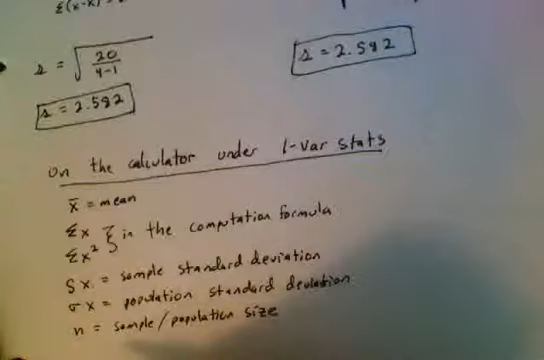 s = √20/4-1
s = 2.582
s = 2.582
On the calculator under 1-Var stats
x̄ = mean
Σx
Σx² } in the computation formula
Sx = sample standard deviation
σx = population standard deviation
n = sample/population size